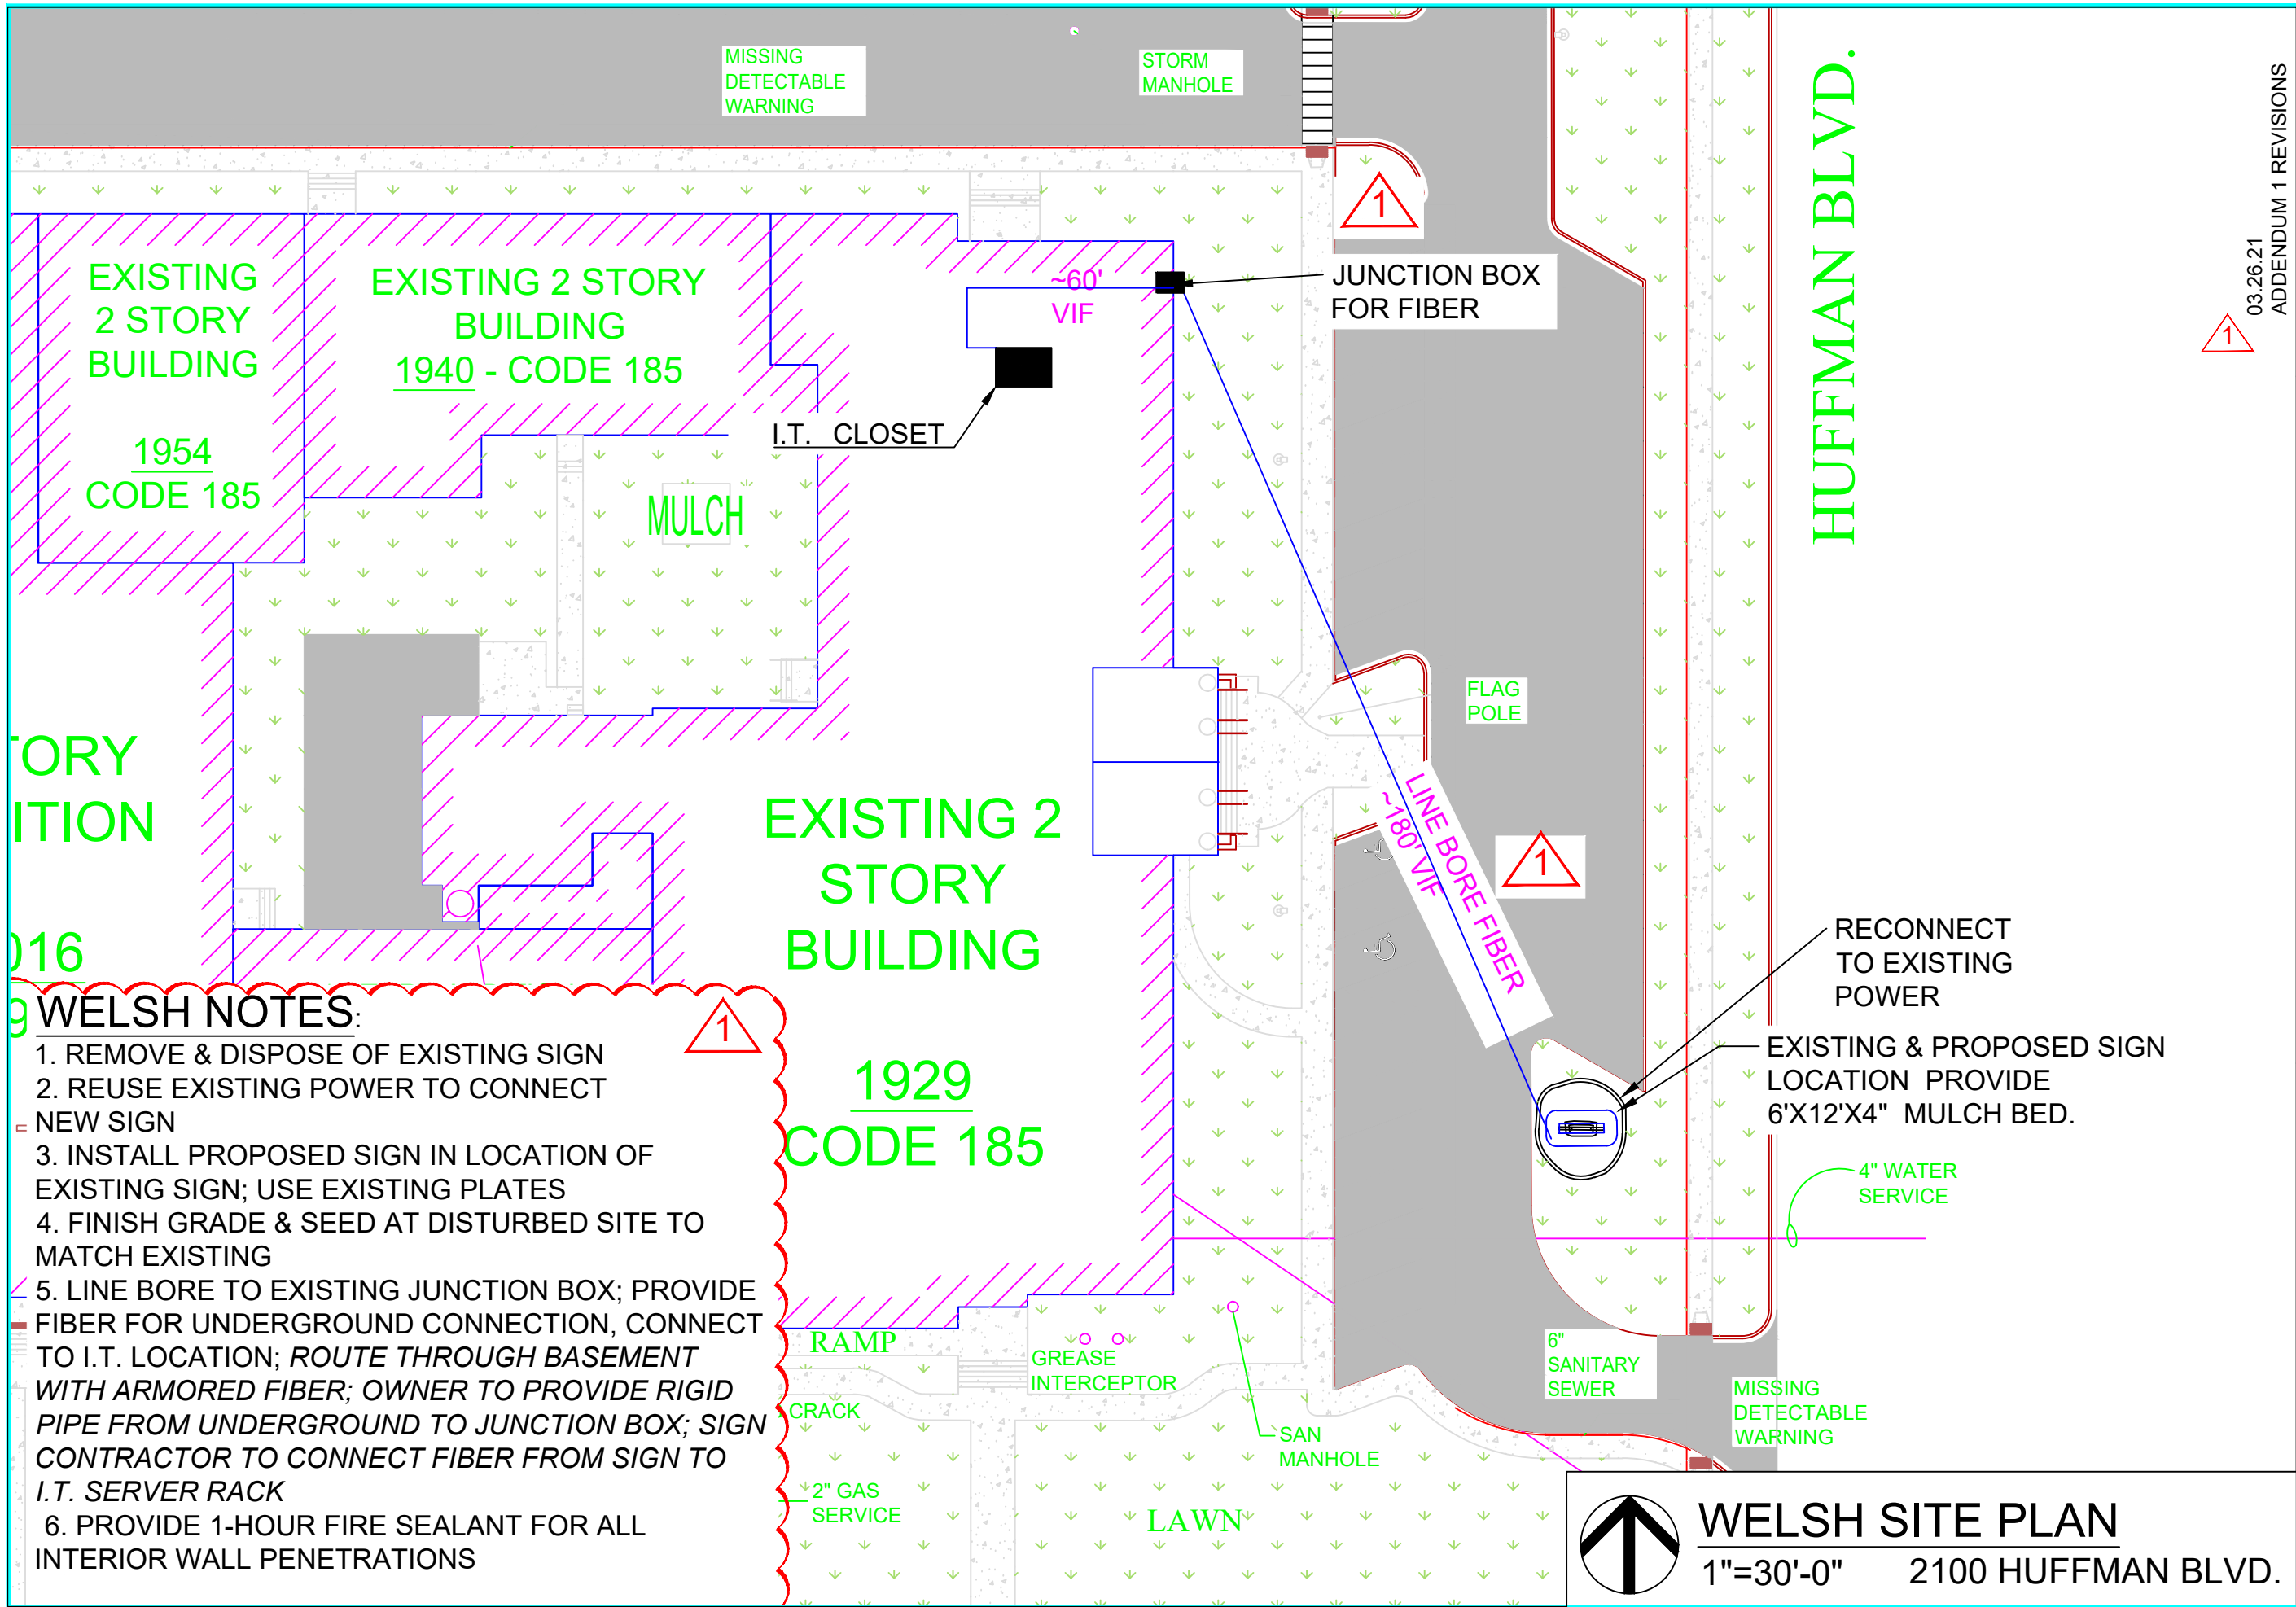 MISSING
DETECTABLE
WARNING
STORM
MANHOLE
HUFFMAN BLVD.
03.26.21
ADDENDUM 1 REVISIONS
1
1
EXISTING
2 STORY
BUILDING
1954
CODE 185
EXISTING 2 STORY
BUILDING
1940 - CODE 185
~60'
VIF
JUNCTION BOX
FOR FIBER
I.T. CLOSET
MULCH
FLAG
POLE
TORY
ITION
016
9
EXISTING 2
STORY
BUILDING
1929
CODE 185
LINE BORE FIBER
~180' VIF
1
RECONNECT
TO EXISTING
POWER
EXISTING & PROPOSED SIGN
LOCATION PROVIDE
6'X12'X4" MULCH BED.
4" WATER
SERVICE
WELSH NOTES:
1
1. REMOVE & DISPOSE OF EXISTING SIGN
2. REUSE EXISTING POWER TO CONNECT
NEW SIGN
3. INSTALL PROPOSED SIGN IN LOCATION OF
EXISTING SIGN; USE EXISTING PLATES
4. FINISH GRADE & SEED AT DISTURBED SITE TO
MATCH EXISTING
5. LINE BORE TO EXISTING JUNCTION BOX; PROVIDE
FIBER FOR UNDERGROUND CONNECTION, CONNECT
TO I.T. LOCATION; ROUTE THROUGH BASEMENT
WITH ARMORED FIBER; OWNER TO PROVIDE RIGID
PIPE FROM UNDERGROUND TO JUNCTION BOX; SIGN
CONTRACTOR TO CONNECT FIBER FROM SIGN TO
I.T. SERVER RACK
6. PROVIDE 1-HOUR FIRE SEALANT FOR ALL
INTERIOR WALL PENETRATIONS
RAMP
GREASE
INTERCEPTOR
CRACK
2" GAS
SERVICE
SAN
MANHOLE
LAWN
6"
SANITARY
SEWER
MISSING
DETECTABLE
WARNING
WELSH SITE PLAN
1"=30'-0" 2100 HUFFMAN BLVD.